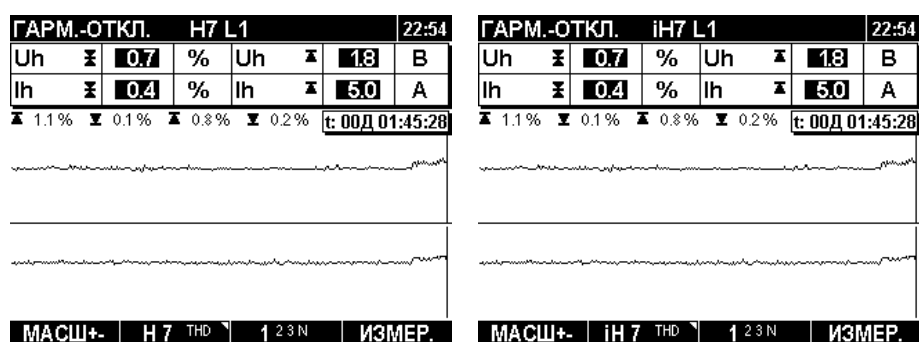 ГАРМ.-ОТКЛ. H7 L1 22:54
Uh 0.7 % Uh 1.8 В
Ih 0.4 % Ih 5.0 А
1.1% 0.1% 0.8% 0.2% t: 00Д 01:45:28
МАСШ+- H 7 THD 1 2 3 N ИЗМЕР.
ГАРМ.-ОТКЛ. iH7 L1 22:54
Uh 0.7 % Uh 1.8 В
Ih 0.4 % Ih 5.0 А
1.1% 0.1% 0.8% 0.2% t: 00Д 01:45:28
МАСШ+- iH 7 THD 1 2 3 N ИЗМЕР.